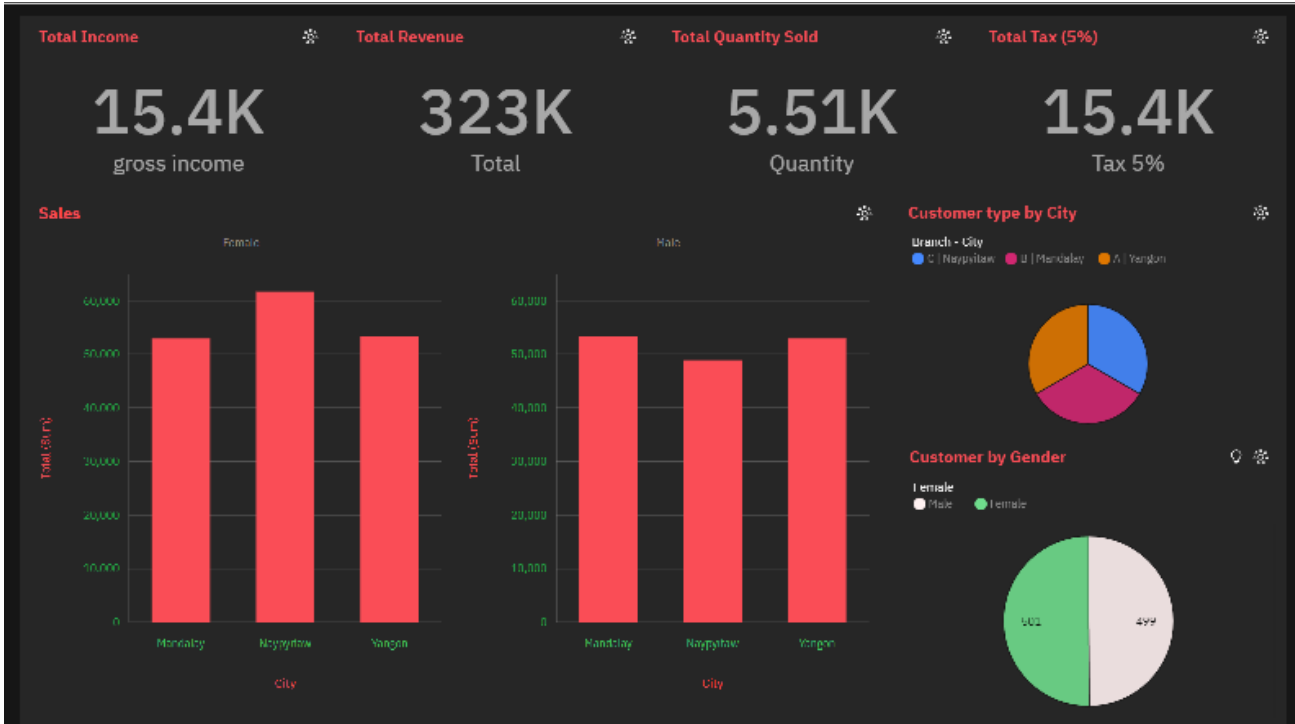 Total Income
Total Revenue
Total Quantity Sold
Total Tax (5%)
15.4K
323K
5.51K
15.4K
gross income
Total
Quantity
Tax 5%
Sales
Female
Male
60,000
50,000
40,000
30,000
20,000
10,000
0
Total (Sum)
Mandalay
Naypyitaw
Yangon
City
60,000
50,000
40,000
30,000
20,000
10,000
0
Total (Sum)
Mandalay
Naypyitaw
Yangon
City
Customer type by City
Branch - City
C | Naypyitaw
B | Mandalay
A | Yangon
Customer by Gender
Female
Male
Female
501
499